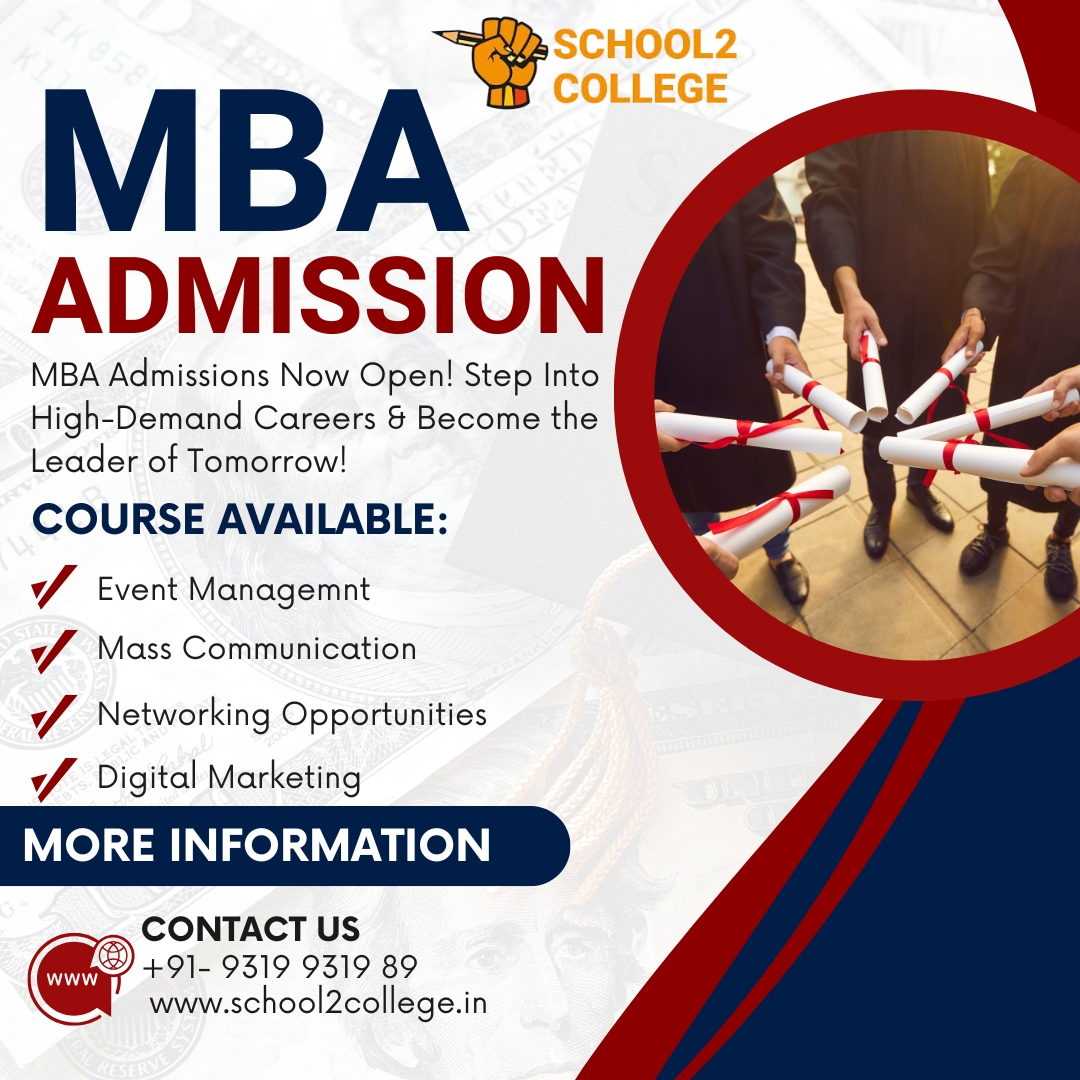 SCHOOL2
COLLEGE
MBA
ADMISSION
MBA Admissions Now Open! Step Into
High-Demand Careers & Become the
Leader of Tomorrow!
COURSE AVAILABLE:
Event Managemnt
Mass Communication
Networking Opportunities
Digital Marketing
MORE INFORMATION
CONTACT US
www
+91- 9319 9319 89
www.school2college.in